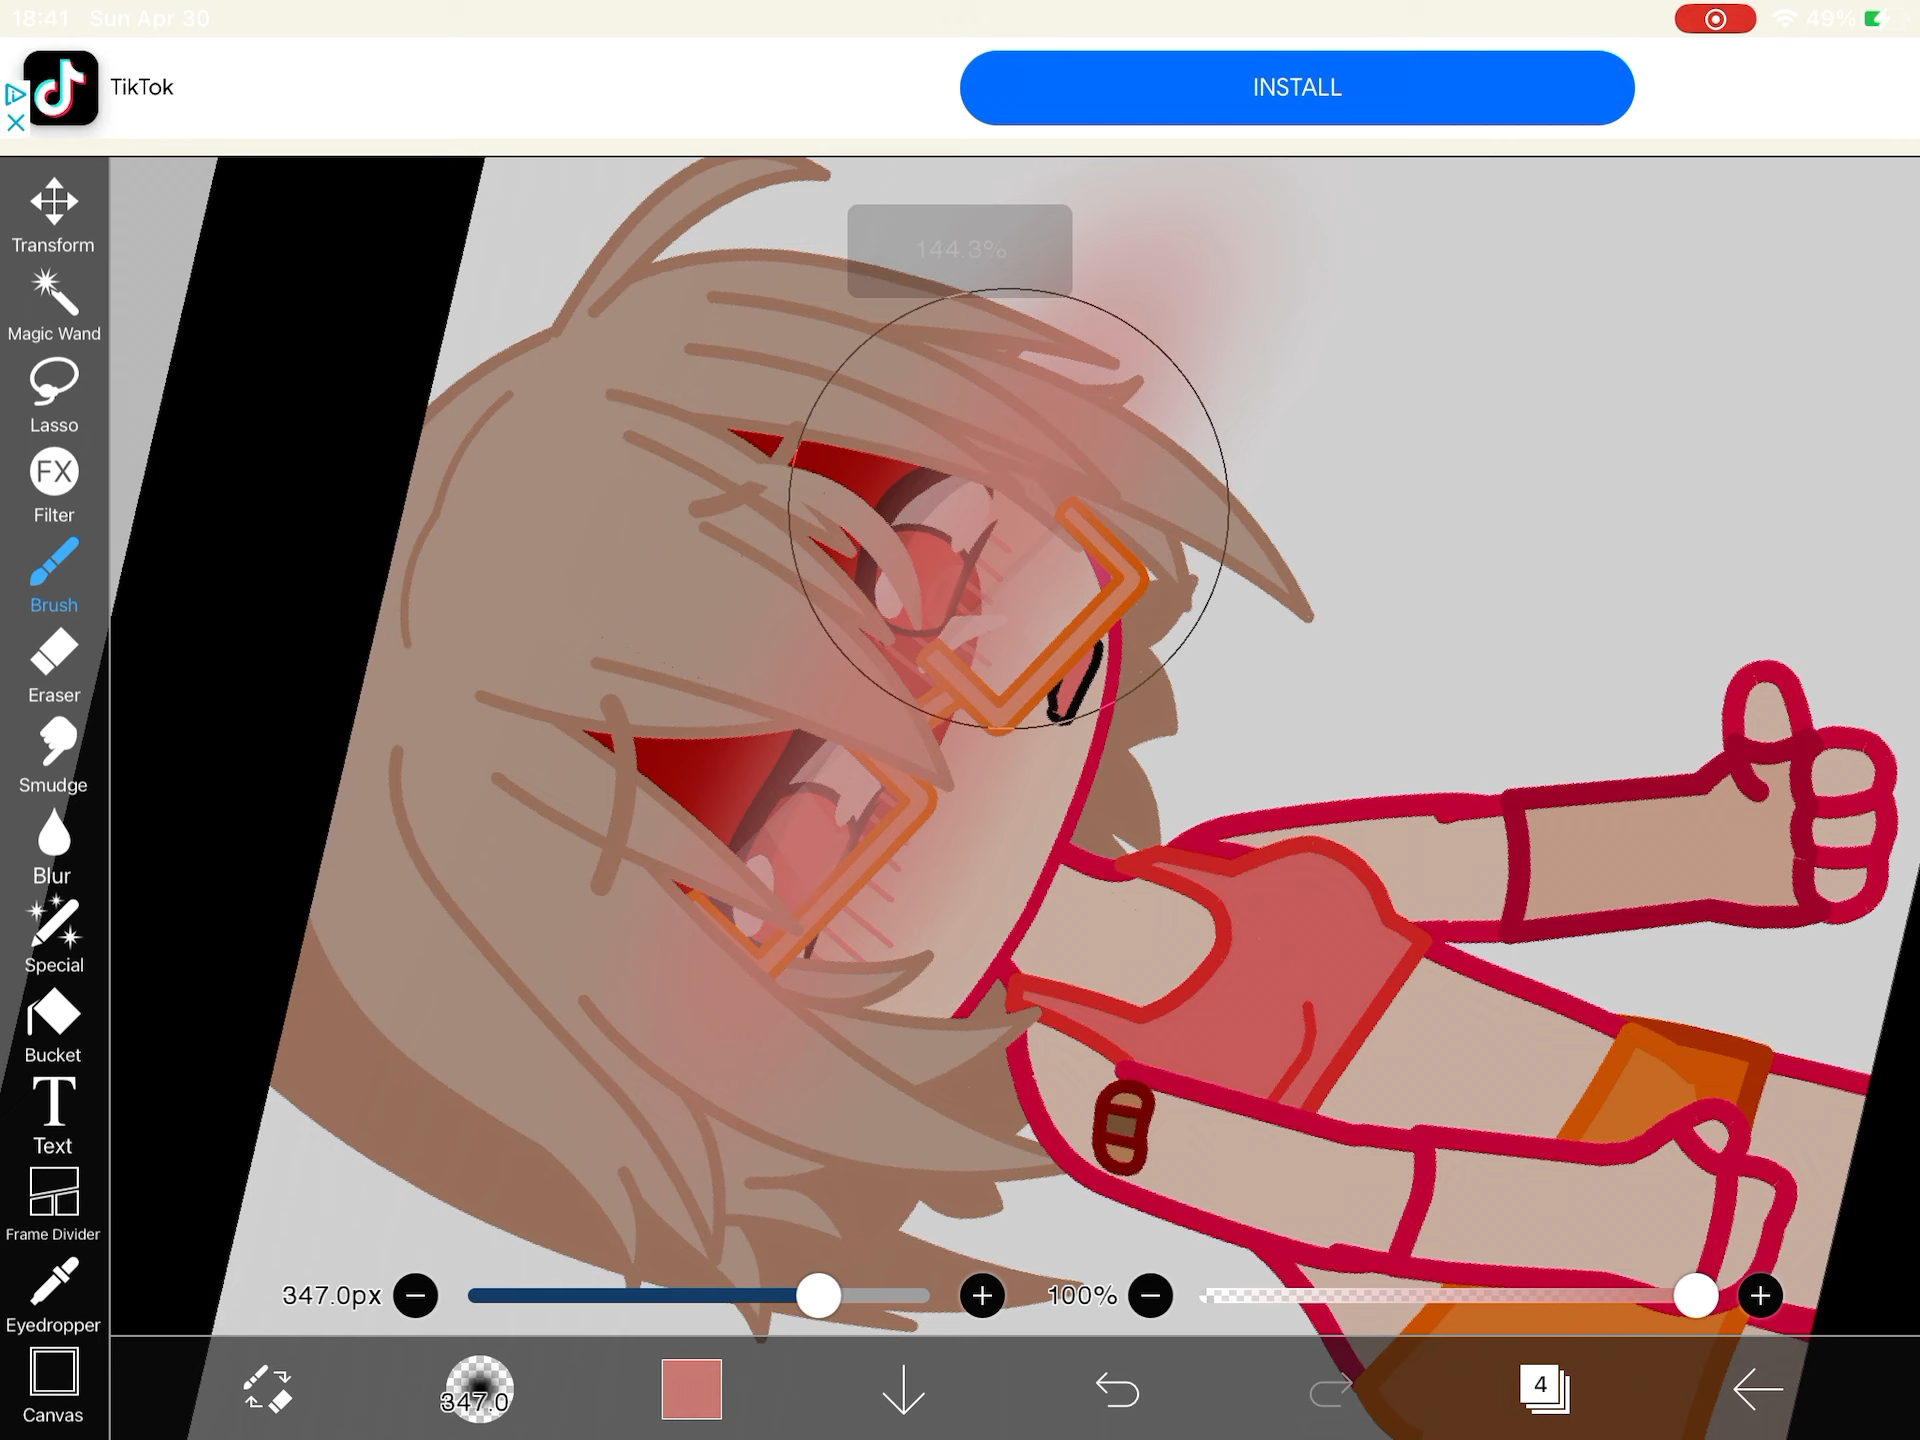 18:41 Sun Apr 30
49%
TikTok
INSTALL
144.3%
Transform
Magic Wand
Lasso
FX
Filter
Brush
Eraser
Smudge
Blur
Special
Bucket
T
Text
Frame Divider
Eyedropper
Canvas
347.0px
100%
347.0
4